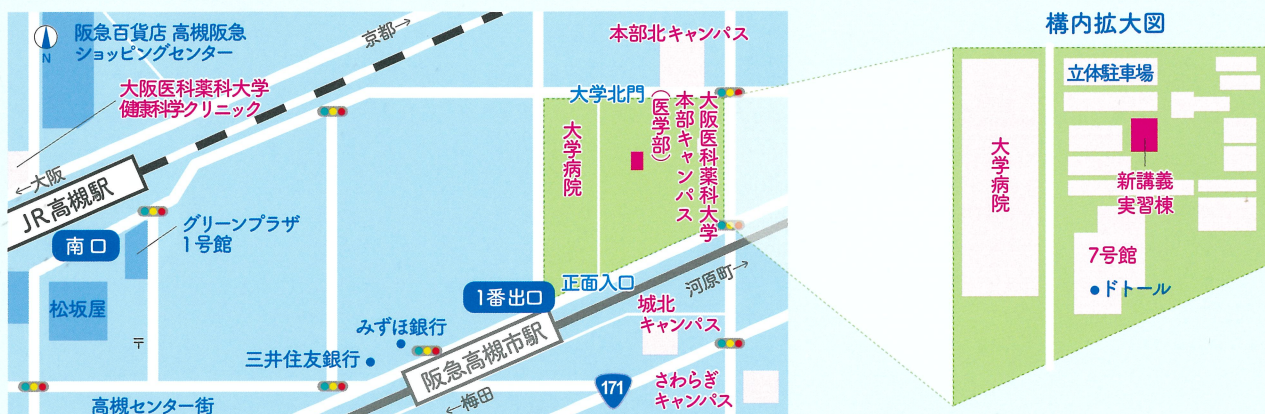 N
阪急百貨店 高槻阪急
ショッピングセンター
大阪医科薬科大学
健康科学クリニック
京都→
←大阪
JR高槻駅
南口
グリーンプラザ
1号館
松坂屋
〒
高槻センター街
三井住友銀行
みずほ銀行
阪急高槻市駅
1番出口
←梅田
河原町→
171
本部北キャンパス
大学北門
大学病院
大阪医科薬科大学
本部キャンパス
(医学部)
正面入口
城北
キャンパス
さわらぎ
キャンパス
構内拡大図
立体駐車場
大学病院
新講義
実習棟
7号館
ドトール